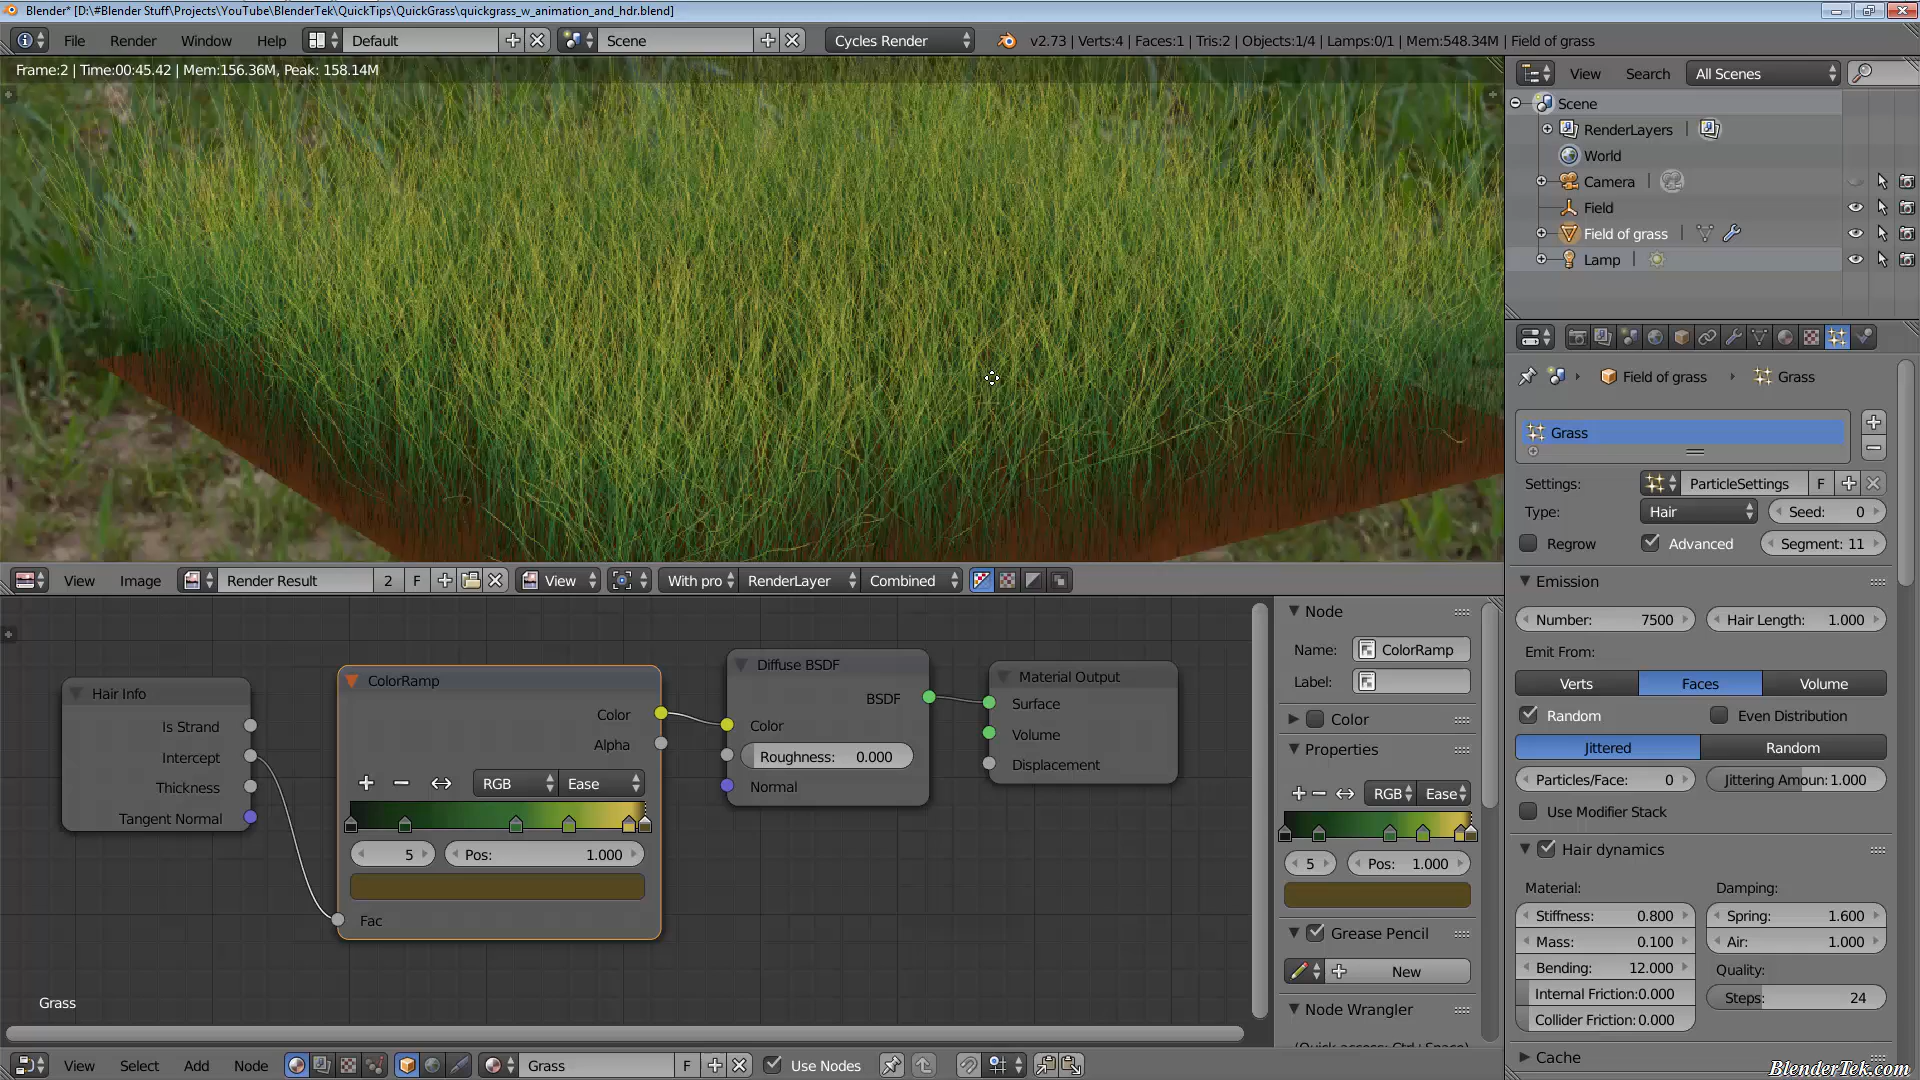 Blender* [D:\#Blender Stuff\Projects\YouTube\BlenderTek\QuickTips\QuickGrass\quickgrass_w_animation_and_hdr.blend]
File Render Window Help Default Scene Cycles Render v2.73 | Verts:4 | Faces:1 | Tris:2 | Objects:1/4 | Lamps:0/1 | Mem:548.34M | Field of grass
Frame:2 | Time:00:45.42 | Mem:156.36M, Peak: 158.14M
View Search All Scenes
Scene
RenderLayers |
World
Camera |
Field
Field of grass |
Lamp |
Field of grass Grass
Grass
Settings: ParticleSettings F
Type: Hair Seed: 0
Regrow Advanced Segment: 11
Emission
Number: 7500 Hair Length: 1.000
Emit From:
Verts Faces Volume
Random Even Distribution
Jittered Random
Particles/Face: 0 Jittering Amoun: 1.000
Use Modifier Stack
Hair dynamics
Material: Damping:
Stiffness: 0.800 Spring: 1.600
Mass: 0.100 Air: 1.000
Bending: 12.000 Quality:
Internal Friction:0.000 Steps: 24
Collider Friction: 0.000
Cache
View Image Render Result 2 F View With pro RenderLayer Combined
Hair Info
Is Strand
Intercept
Thickness
Tangent Normal
ColorRamp
Color
Alpha
RGB Ease
5 Pos: 1.000
Fac
Diffuse BSDF
BSDF
Color
Roughness: 0.000
Normal
Material Output
Surface
Volume
Displacement
Grass
Node
Name: ColorRamp
Label:
Color
Properties
RGB Ease
5 Pos: 1.000
Grease Pencil
New
Node Wrangler
(Quick access: Ctrl+Space)
View Select Add Node Grass F Use Nodes
BlenderTek.com